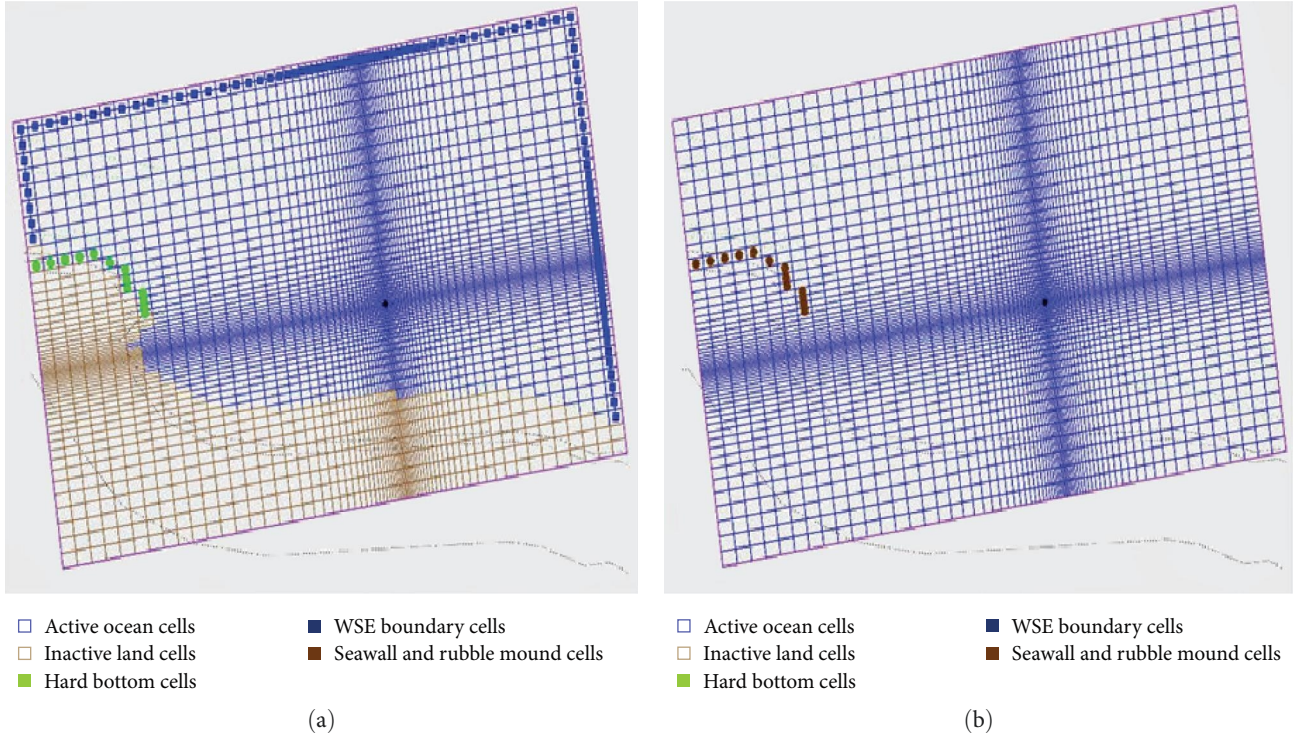 Active ocean cells
Inactive land cells
Hard bottom cells
WSE boundary cells
Seawall and rubble mound cells
(a)
Active ocean cells
Inactive land cells
Hard bottom cells
WSE boundary cells
Seawall and rubble mound cells
(b)